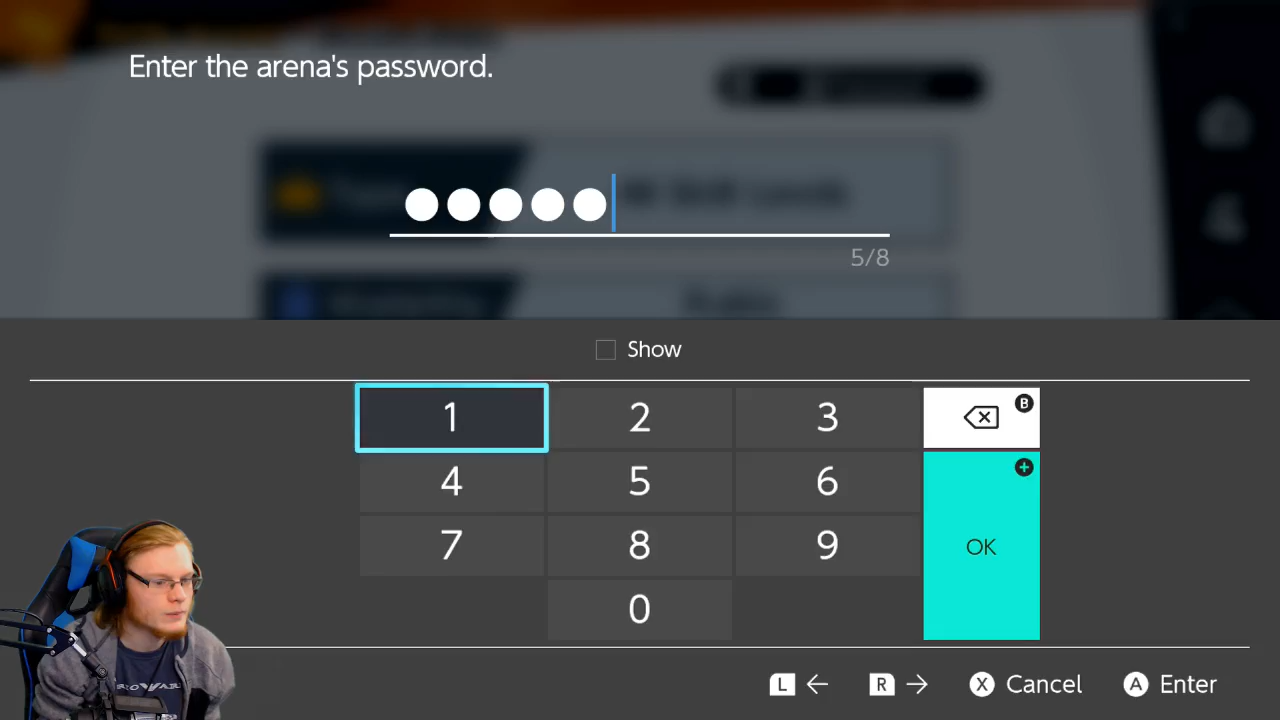 Enter the arena's password.
5/8
Show
1 2 3 B
4 5 6 +
7 8 9 OK
0
L ← R → X Cancel A Enter